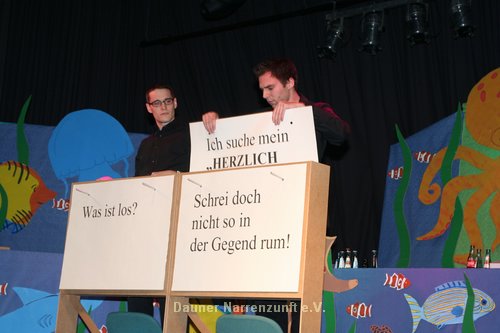 Ich suche mein
„HERZLICH
Was ist los?
Schrei doch
nicht so in
der Gegend rum!
Dauner Narrenzunft e.V.